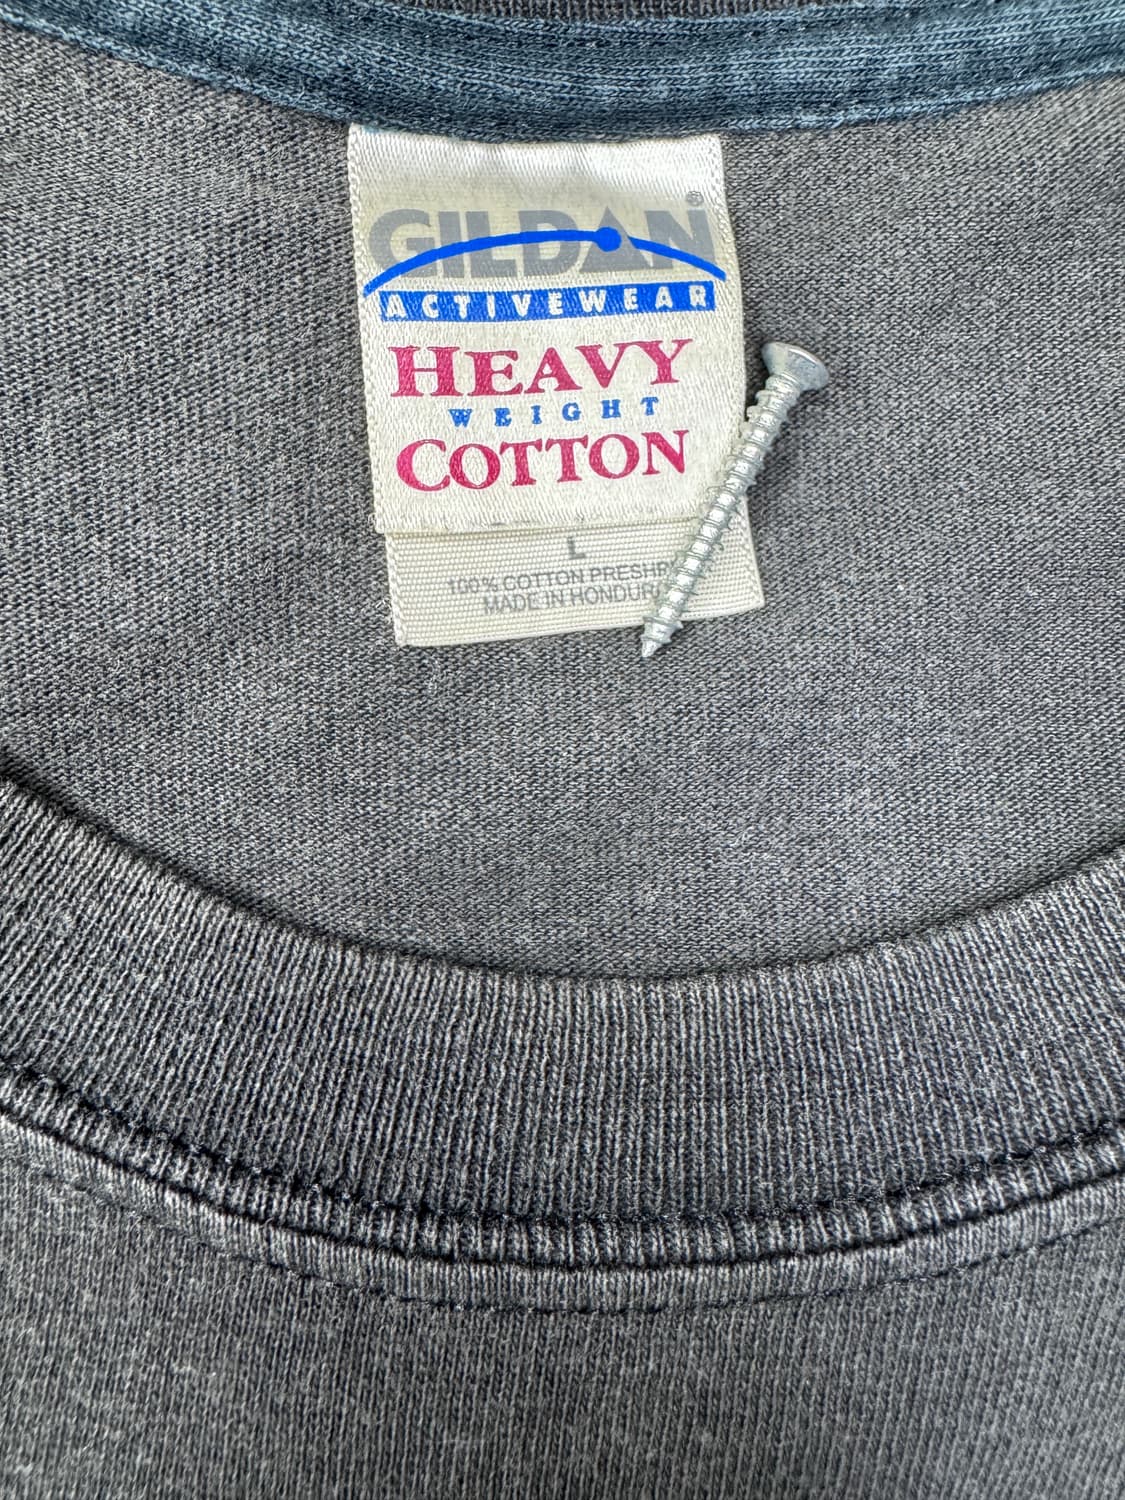 GILDAN®
ACTIVEWEAR
HEAVY
WEIGHT
COTTON
L
100% COTTON PRESHR
MADE IN HONDUR